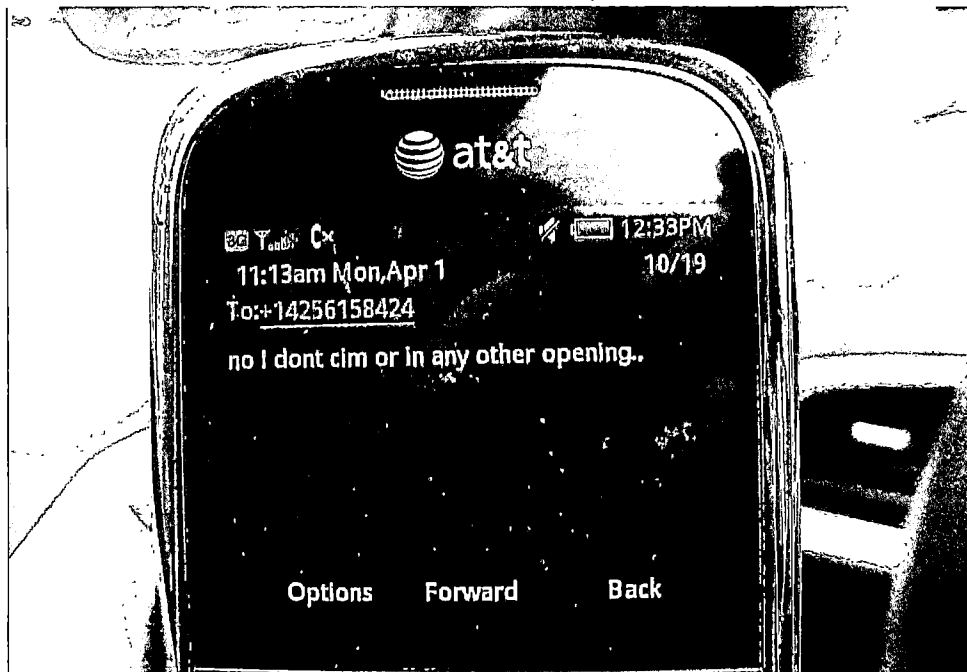 at&t
3G 12:33PM
11:13am Mon,Apr 1 10/19
To:+14256158424
no I dont cim or in any other opening..
Options Forward Back